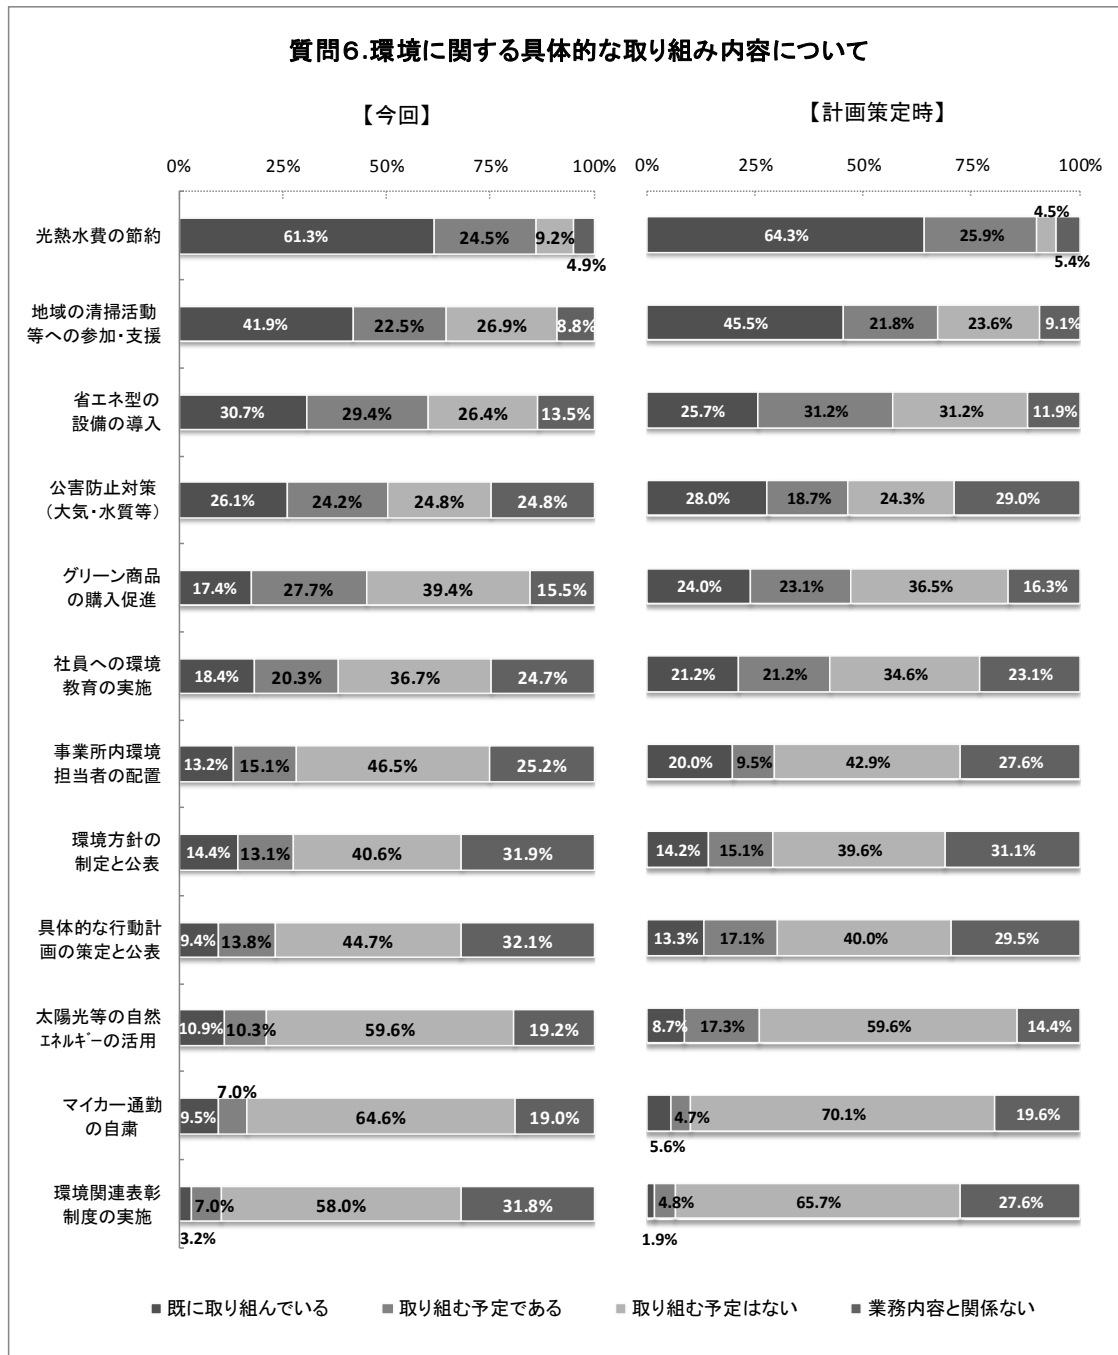 質問６.環境に関する具体的な取り組み内容について
【今回】
【計画策定時】
0% 25% 50% 75% 100%
0% 25% 50% 75% 100%
光熱水費の節約
61.3% 24.5% 9.2% 4.9%
64.3% 25.9% 4.5% 5.4%
地域の清掃活動
等への参加・支援
41.9% 22.5% 26.9% 8.8%
45.5% 21.8% 23.6% 9.1%
省エネ型の
設備の導入
30.7% 29.4% 26.4% 13.5%
25.7% 31.2% 31.2% 11.9%
公害防止対策
（大気・水質等）
26.1% 24.2% 24.8% 24.8%
28.0% 18.7% 24.3% 29.0%
グリーン商品
の購入促進
17.4% 27.7% 39.4% 15.5%
24.0% 23.1% 36.5% 16.3%
社員への環境
教育の実施
18.4% 20.3% 36.7% 24.7%
21.2% 21.2% 34.6% 23.1%
事業所内環境
担当者の配置
13.2% 15.1% 46.5% 25.2%
20.0% 9.5% 42.9% 27.6%
環境方針の
制定と公表
14.4% 13.1% 40.6% 31.9%
14.2% 15.1% 39.6% 31.1%
具体的な行動計
画の策定と公表
9.4% 13.8% 44.7% 32.1%
13.3% 17.1% 40.0% 29.5%
太陽光等の自然
ｴﾈﾙｷﾞｰの活用
10.9% 10.3% 59.6% 19.2%
8.7% 17.3% 59.6% 14.4%
マイカー通勤
の自粛
9.5% 7.0% 64.6% 19.0%
5.6% 4.7% 70.1% 19.6%
環境関連表彰
制度の実施
3.2% 7.0% 58.0% 31.8%
1.9% 4.8% 65.7% 27.6%
既に取り組んでいる 取り組む予定である 取り組む予定はない 業務内容と関係ない